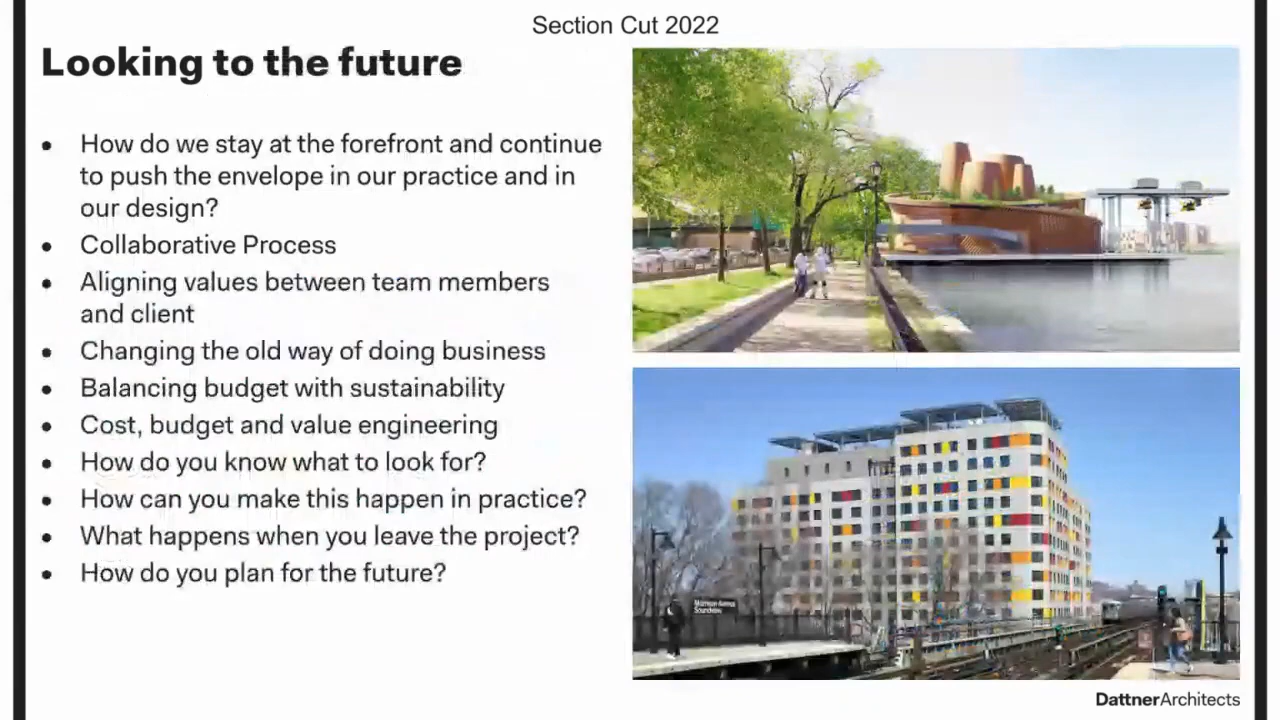 Section Cut 2022
Looking to the future
• How do we stay at the forefront and continue
to push the envelope in our practice and in
our design?
• Collaborative Process
• Aligning values between team members
and client
• Changing the old way of doing business
• Balancing budget with sustainability
• Cost, budget and value engineering
• How do you know what to look for?
• How can you make this happen in practice?
• What happens when you leave the project?
• How do you plan for the future?
Morrison Avenue
Soundview
DattnerArchitects